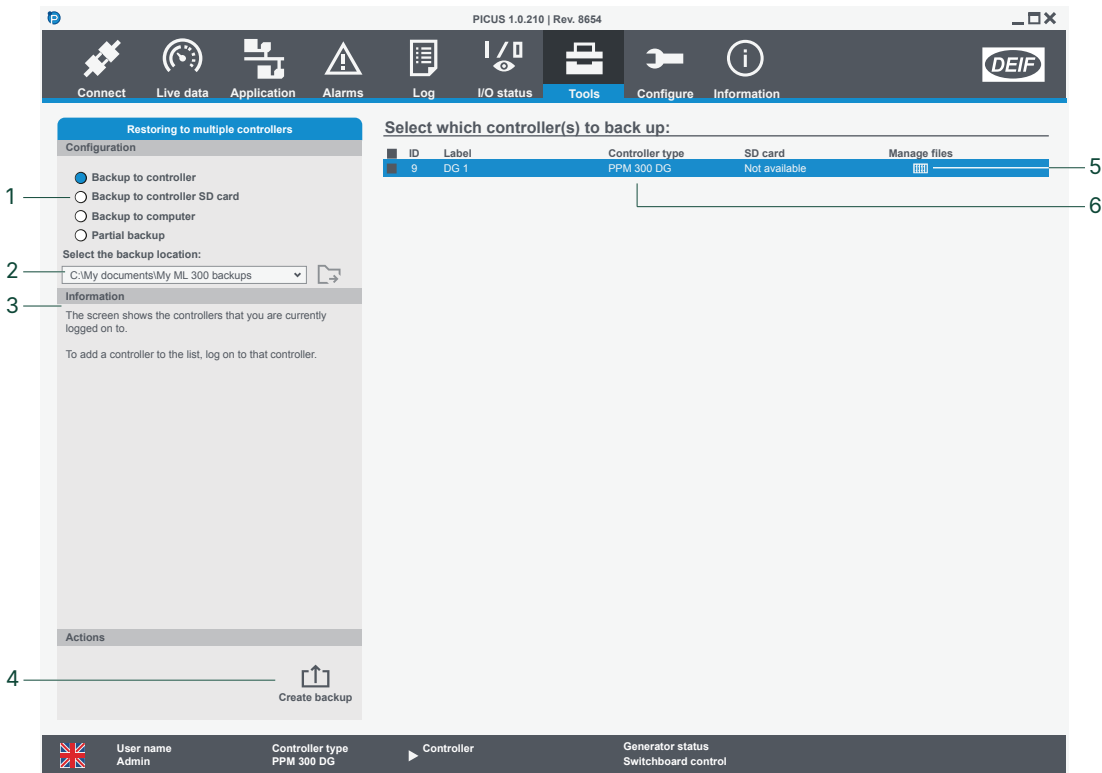 PICUS 1.0.210 | Rev. 8654
Connect Live data Application Alarms Log I/O status Tools Configure Information
DEIF
Restoring to multiple controllers
Configuration
Backup to controller
1
Backup to controller SD card
Backup to computer
Partial backup
Select the backup location:
2
C:\My documents\My ML 300 backups
Information
3
The screen shows the controllers that you are currently
logged on to.
To add a controller to the list, log on to that controller.
Actions
4
Create backup
Select which controller(s) to back up:
ID Label Controller type SD card Manage files
9 DG 1 PPM 300 DG Not available
5
6
User name Controller type Controller Generator status
Admin PPM 300 DG Switchboard control